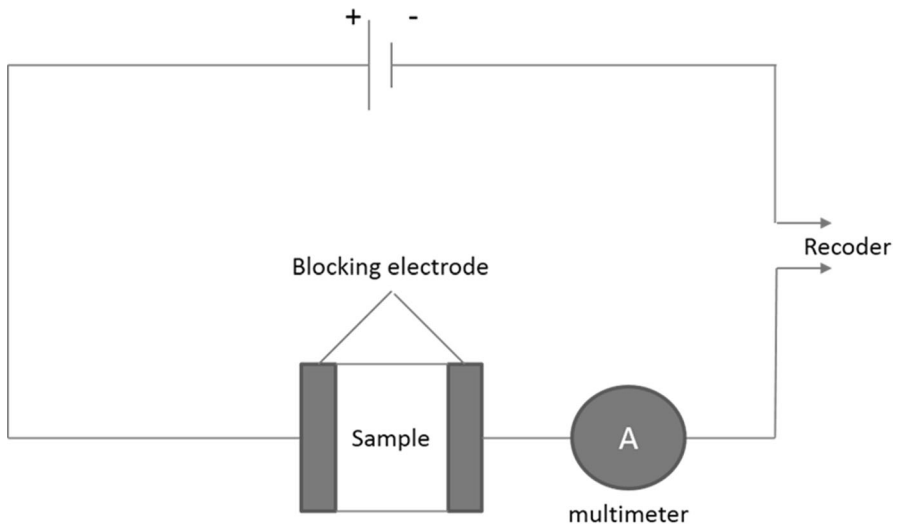 + -
Recoder
Blocking electrode
Sample
A
multimeter